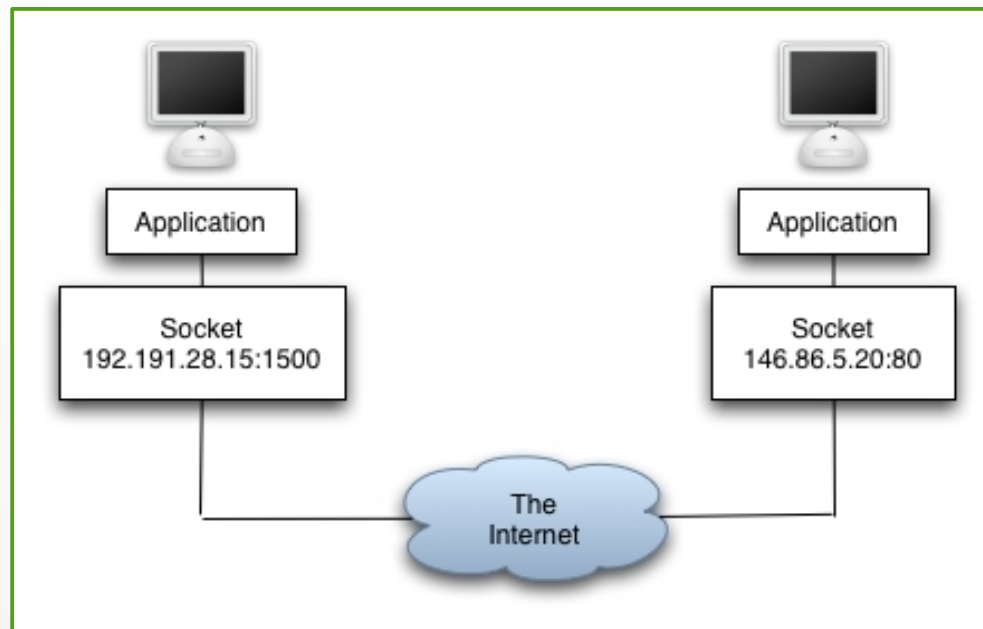 Application
Application
Socket
192.191.28.15:1500
Socket
146.86.5.20:80
The
Internet